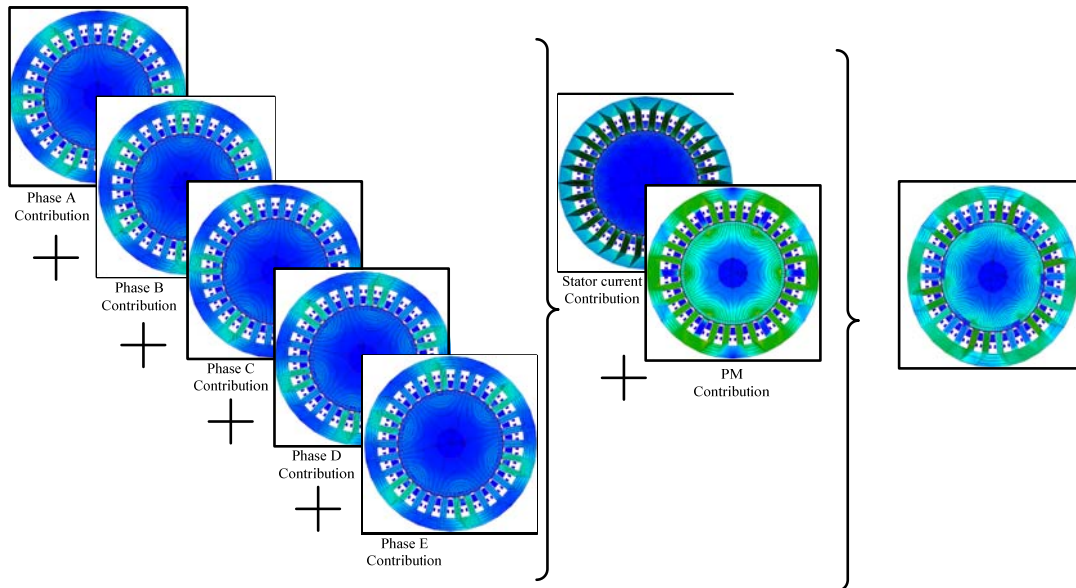 Phase A
Contribution
Phase B
Contribution
Phase C
Contribution
Phase D
Contribution
Phase E
Contribution
Stator current
Contribution
PM
Contribution